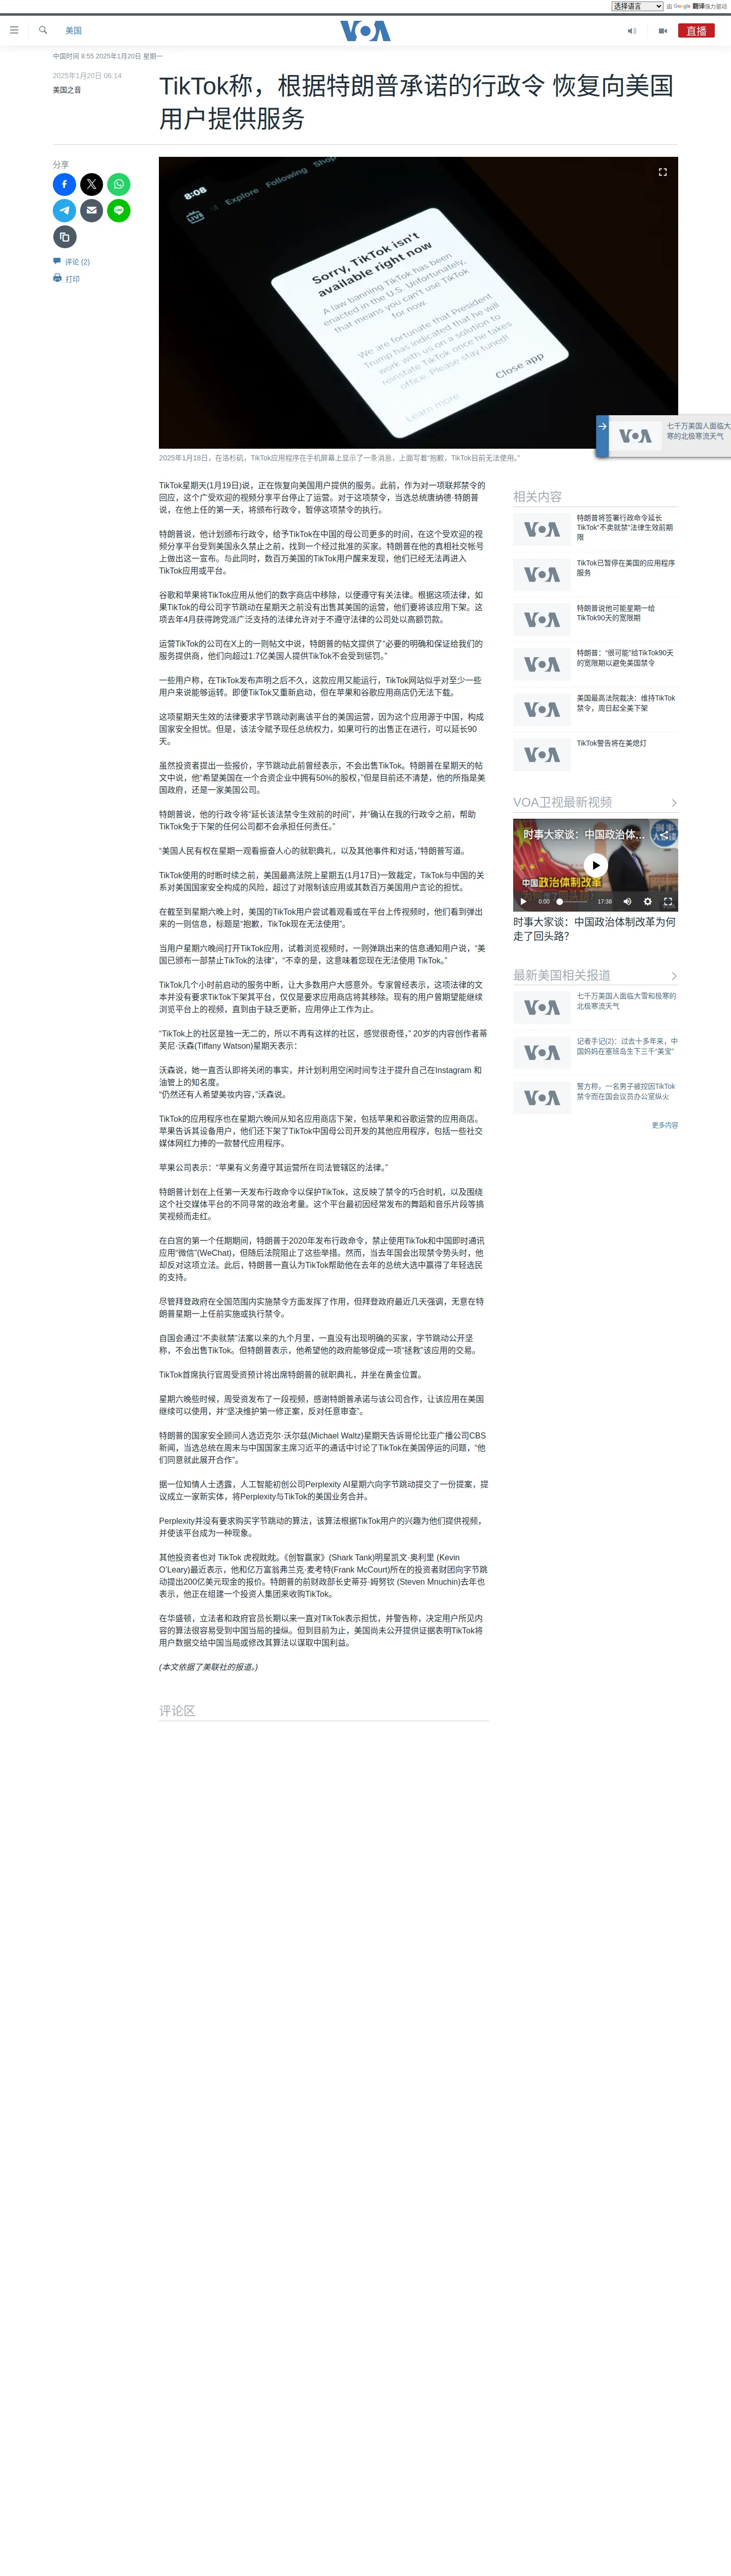 选择语言 由 Google 翻译强力驱动
美国
VOA
直播
中国时间 8:55 2025年1月20日 星期一
2025年1月20日 06:14
美国之音
TikTok称，根据特朗普承诺的行政令 恢复向美国
用户提供服务
分享
评论 (2)
打印
8:08
LIVE
Explore Following Shop
Sorry, TikTok isn't
available right now
A law banning TikTok has been
enacted in the U.S. Unfortunately,
that means you can't use TikTok
for now.
We are fortunate that President
Trump has indicated that he will
work with us on a solution to
reinstate TikTok once he takes
office. Please stay tuned!
Learn more
Close app
2025年1月18日，在洛杉矶，TikTok应用程序在手机屏幕上显示了一条消息，上面写着“抱歉，TikTok目前无法使用。”
VOA
七千万美国人面临大
寒的北极寒流天气
TikTok星期天(1月19日)说，正在恢复向美国用户提供的服务。此前，作为对一项联邦禁令的
回应，这个广受欢迎的视频分享平台停止了运营。对于这项禁令，当选总统唐纳德·特朗普
说，在他上任的第一天，将颁布行政令，暂停这项禁令的执行。
特朗普说，他计划颁布行政令，给予TikTok在中国的母公司更多的时间，在这个受欢迎的视
频分享平台受到美国永久禁止之前，找到一个经过批准的买家。特朗普在他的真相社交帐号
上做出这一宣布。与此同时，数百万美国的TikTok用户醒来发现，他们已经无法再进入
TikTok应用或平台。
谷歌和苹果将TikTok应用从他们的数字商店中移除，以便遵守有关法律。根据这项法律，如
果TikTok的母公司字节跳动在星期天之前没有出售其美国的运营，他们要将该应用下架。这
项去年4月获得跨党派广泛支持的法律允许对于不遵守法律的公司处以高额罚款。
运营TikTok的公司在X上的一则帖文中说，特朗普的帖文提供了“必要的明确和保证给我们的
服务提供商，他们向超过1.7亿美国人提供TikTok不会受到惩罚。”
一些用户称，在TikTok发布声明之后不久，这款应用又能运行，TikTok网站似乎对至少一些
用户来说能够运转。即便TikTok又重新启动，但在苹果和谷歌应用商店仍无法下载。
这项星期天生效的法律要求字节跳动剥离该平台的美国运营，因为这个应用源于中国，构成
国家安全担忧。但是，该法令赋予现任总统权力，如果可行的出售正在进行，可以延长90
天。
虽然投资者提出一些报价，字节跳动此前曾经表示，不会出售TikTok。特朗普在星期天的帖
文中说，他“希望美国在一个合资企业中拥有50%的股权，”但是目前还不清楚，他的所指是美
国政府，还是一家美国公司。
特朗普说，他的行政令将“延长该法禁令生效前的时间”，并“确认在我的行政令之前，帮助
TikTok免于下架的任何公司都不会承担任何责任。”
“美国人民有权在星期一观看振奋人心的就职典礼，以及其他事件和对话，”特朗普写道。
TikTok使用的时断时续之前，美国最高法院上星期五(1月17日)一致裁定，TikTok与中国的关
系对美国国家安全构成的风险，超过了对限制该应用或其数百万美国用户言论的担忧。
在截至到星期六晚上时，美国的TikTok用户尝试着观看或在平台上传视频时，他们看到弹出
来的一则信息，标题是“抱歉，TikTok现在无法使用”。
当用户星期六晚间打开TikTok应用，试着浏览视频时，一则弹跳出来的信息通知用户说，“美
国已颁布一部禁止TikTok的法律”，“不幸的是，这意味着您现在无法使用 TikTok。”
TikTok几个小时前启动的服务中断，让大多数用户大感意外。专家曾经表示，这项法律的文
本并没有要求TikTok下架其平台，仅仅是要求应用商店将其移除。现有的用户曾期望能继续
浏览平台上的视频，直到由于缺乏更新，应用停止工作为止。
“TikTok上的社区是独一无二的，所以不再有这样的社区，感觉很奇怪，” 20岁的内容创作者蒂
芙尼·沃森(Tiffany Watson)星期天表示：
沃森说，她一直否认即将关闭的事实，并计划利用空闲时间专注于提升自己在Instagram 和
油管上的知名度。
“仍然还有人希望美妆内容，”沃森说。
TikTok的应用程序也在星期六晚间从知名应用商店下架，包括苹果和谷歌运营的应用商店。
苹果告诉其设备用户，他们还下架了TikTok中国母公司开发的其他应用程序，包括一些社交
媒体网红力捧的一款替代应用程序。
苹果公司表示：“苹果有义务遵守其运营所在司法管辖区的法律。”
特朗普计划在上任第一天发布行政命令以保护TikTok，这反映了禁令的巧合时机，以及围绕
这个社交媒体平台的不同寻常的政治考量。这个平台最初因经常发布的舞蹈和音乐片段等搞
笑视频而走红。
在白宫的第一个任期期间，特朗普于2020年发布行政命令，禁止使用TikTok和中国即时通讯
应用“微信”(WeChat)，但随后法院阻止了这些举措。然而，当去年国会出现禁令势头时，他
却反对这项立法。此后，特朗普一直认为TikTok帮助他在去年的总统大选中赢得了年轻选民
的支持。
尽管拜登政府在全国范围内实施禁令方面发挥了作用，但拜登政府最近几天强调，无意在特
朗普星期一上任前实施或执行禁令。
自国会通过“不卖就禁”法案以来的九个月里，一直没有出现明确的买家，字节跳动公开坚
称，不会出售TikTok。但特朗普表示，他希望他的政府能够促成一项“拯救”该应用的交易。
TikTok首席执行官周受资预计将出席特朗普的就职典礼，并坐在黄金位置。
星期六晚些时候，周受资发布了一段视频，感谢特朗普承诺与该公司合作，让该应用在美国
继续可以使用，并“坚决维护第一修正案，反对任意审查”。
特朗普的国家安全顾问人选迈克尔·沃尔兹(Michael Waltz)星期天告诉哥伦比亚广播公司CBS
新闻，当选总统在周末与中国国家主席习近平的通话中讨论了TikTok在美国停运的问题，“他
们同意就此展开合作”。
据一位知情人士透露，人工智能初创公司Perplexity AI星期六向字节跳动提交了一份提案，提
议成立一家新实体，将Perplexity与TikTok的美国业务合并。
Perplexity并没有要求购买字节跳动的算法，该算法根据TikTok用户的兴趣为他们提供视频，
并使该平台成为一种现象。
其他投资者也对 TikTok 虎视眈眈。《创智赢家》(Shark Tank)明星凯文·奥利里 (Kevin
O’Leary)最近表示，他和亿万富翁弗兰克·麦考特(Frank McCourt)所在的投资者财团向字节跳
动提出200亿美元现金的报价。特朗普的前财政部长史蒂芬·姆努钦 (Steven Mnuchin)去年也
表示，他正在组建一个投资人集团来收购TikTok。
在华盛顿，立法者和政府官员长期以来一直对TikTok表示担忧，并警告称，决定用户所见内
容的算法很容易受到中国当局的操纵。但到目前为止，美国尚未公开提供证据表明TikTok将
用户数据交给中国当局或修改其算法以谋取中国利益。
(本文依据了美联社的报道。)
评论区
相关内容
VOA
特朗普将签署行政命令延长
TikTok“不卖就禁”法律生效前期
限
VOA
TikTok已暂停在美国的应用程序
服务
VOA
特朗普说他可能星期一给
TikTok90天的宽限期
VOA
特朗普：“很可能”给TikTok90天
的宽限期以避免美国禁令
VOA
美国最高法院裁决：维持TikTok
禁令，周日起全美下架
VOA
TikTok警告将在美熄灯
VOA卫视最新视频
时事大家谈：中国政治体...
中国政治体制改革
0:00 17:38
时事大家谈：中国政治体制改革为何
走了回头路？
最新美国相关报道
VOA
七千万美国人面临大雪和极寒的
北极寒流天气
VOA
记者手记(2)：过去十多年来，中
国妈妈在塞班岛生下三千“美宝”
VOA
警方称，一名男子被控因TikTok
禁令而在国会议员办公室纵火
更多内容